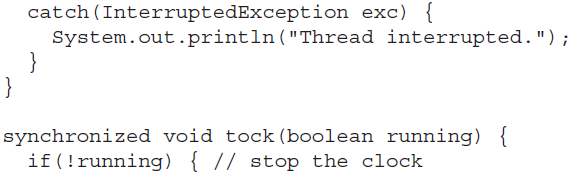 catch(InterruptedException exc) {
System.out.println("Thread interrupted.");
}
}
synchronized void tock(boolean running) {
if(!running) { // stop the clock